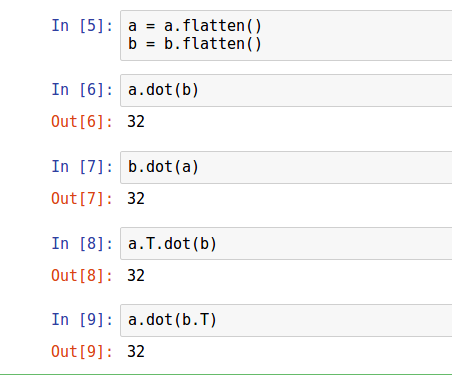 In [5]: a = a.flatten()
b = b.flatten()
In [6]: a.dot(b)
Out[6]: 32
In [7]: b.dot(a)
Out[7]: 32
In [8]: a.T.dot(b)
Out[8]: 32
In [9]: a.dot(b.T)
Out[9]: 32